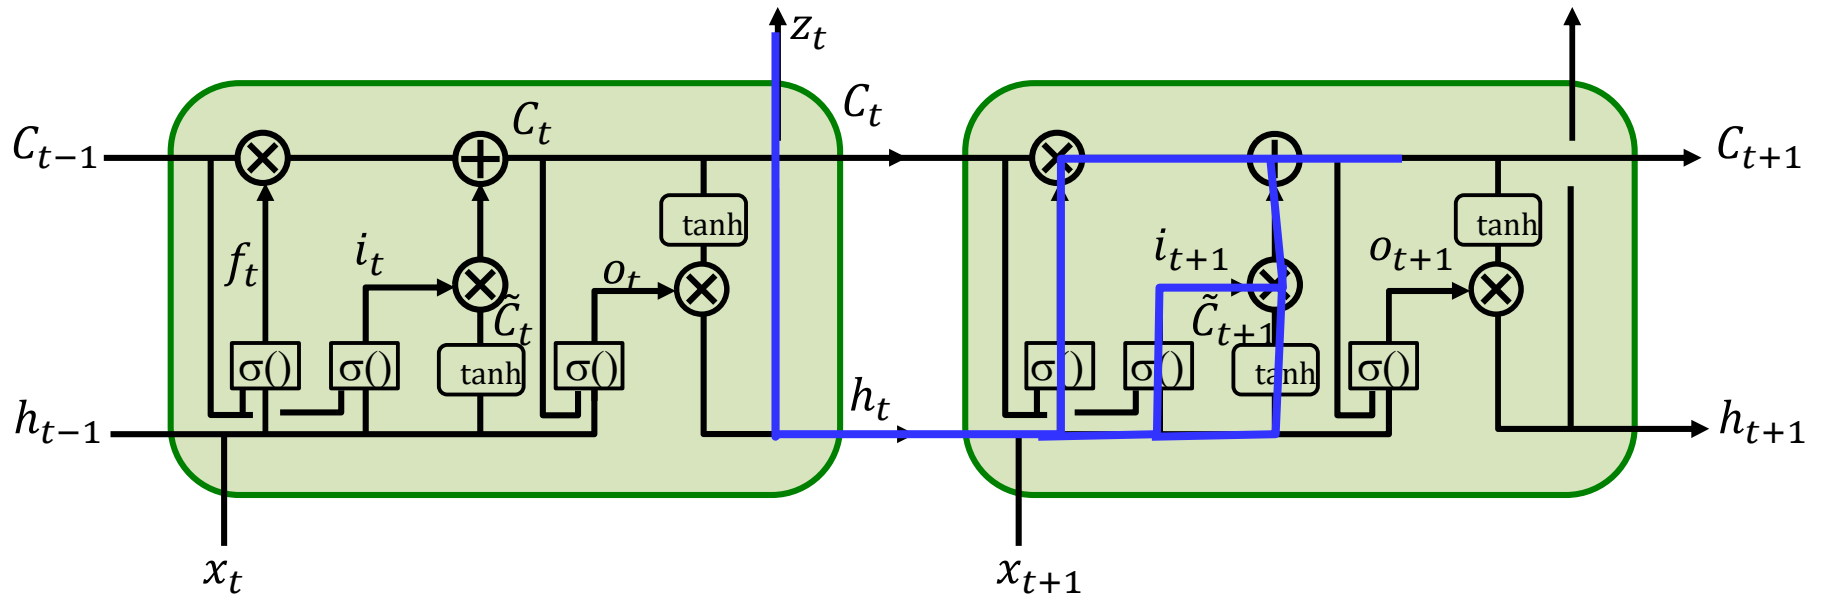 z_t
C_{t-1}
C_t
C_t
C_{t+1}
tanh
tanh
f_t
i_t
o_t
i_{t+1}
o_{t+1}
C̃_t
C̃_{t+1}
σ()
σ()
tanh
σ()
σ()
σ()
tanh
σ()
h_{t-1}
h_t
h_{t+1}
x_t
x_{t+1}